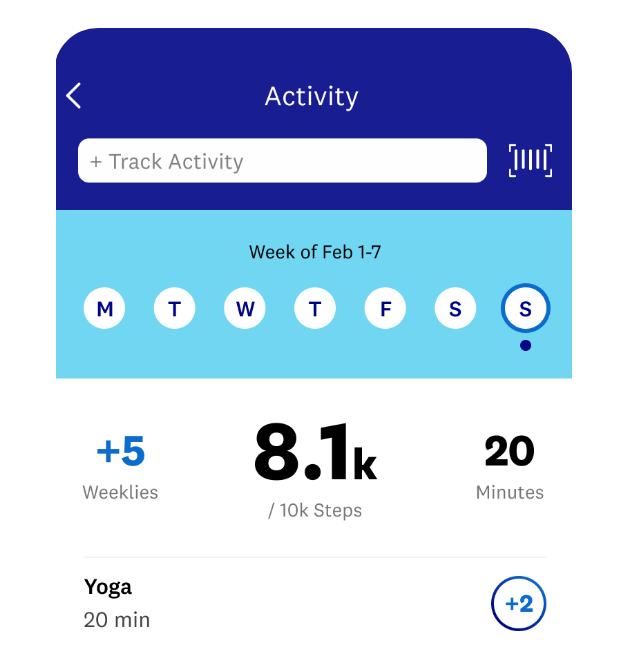 Activity
+ Track Activity
Week of Feb 1-7
M T W T F S S
+5 8.1k 20
Weeklies / 10k Steps Minutes
Yoga
+2
20 min